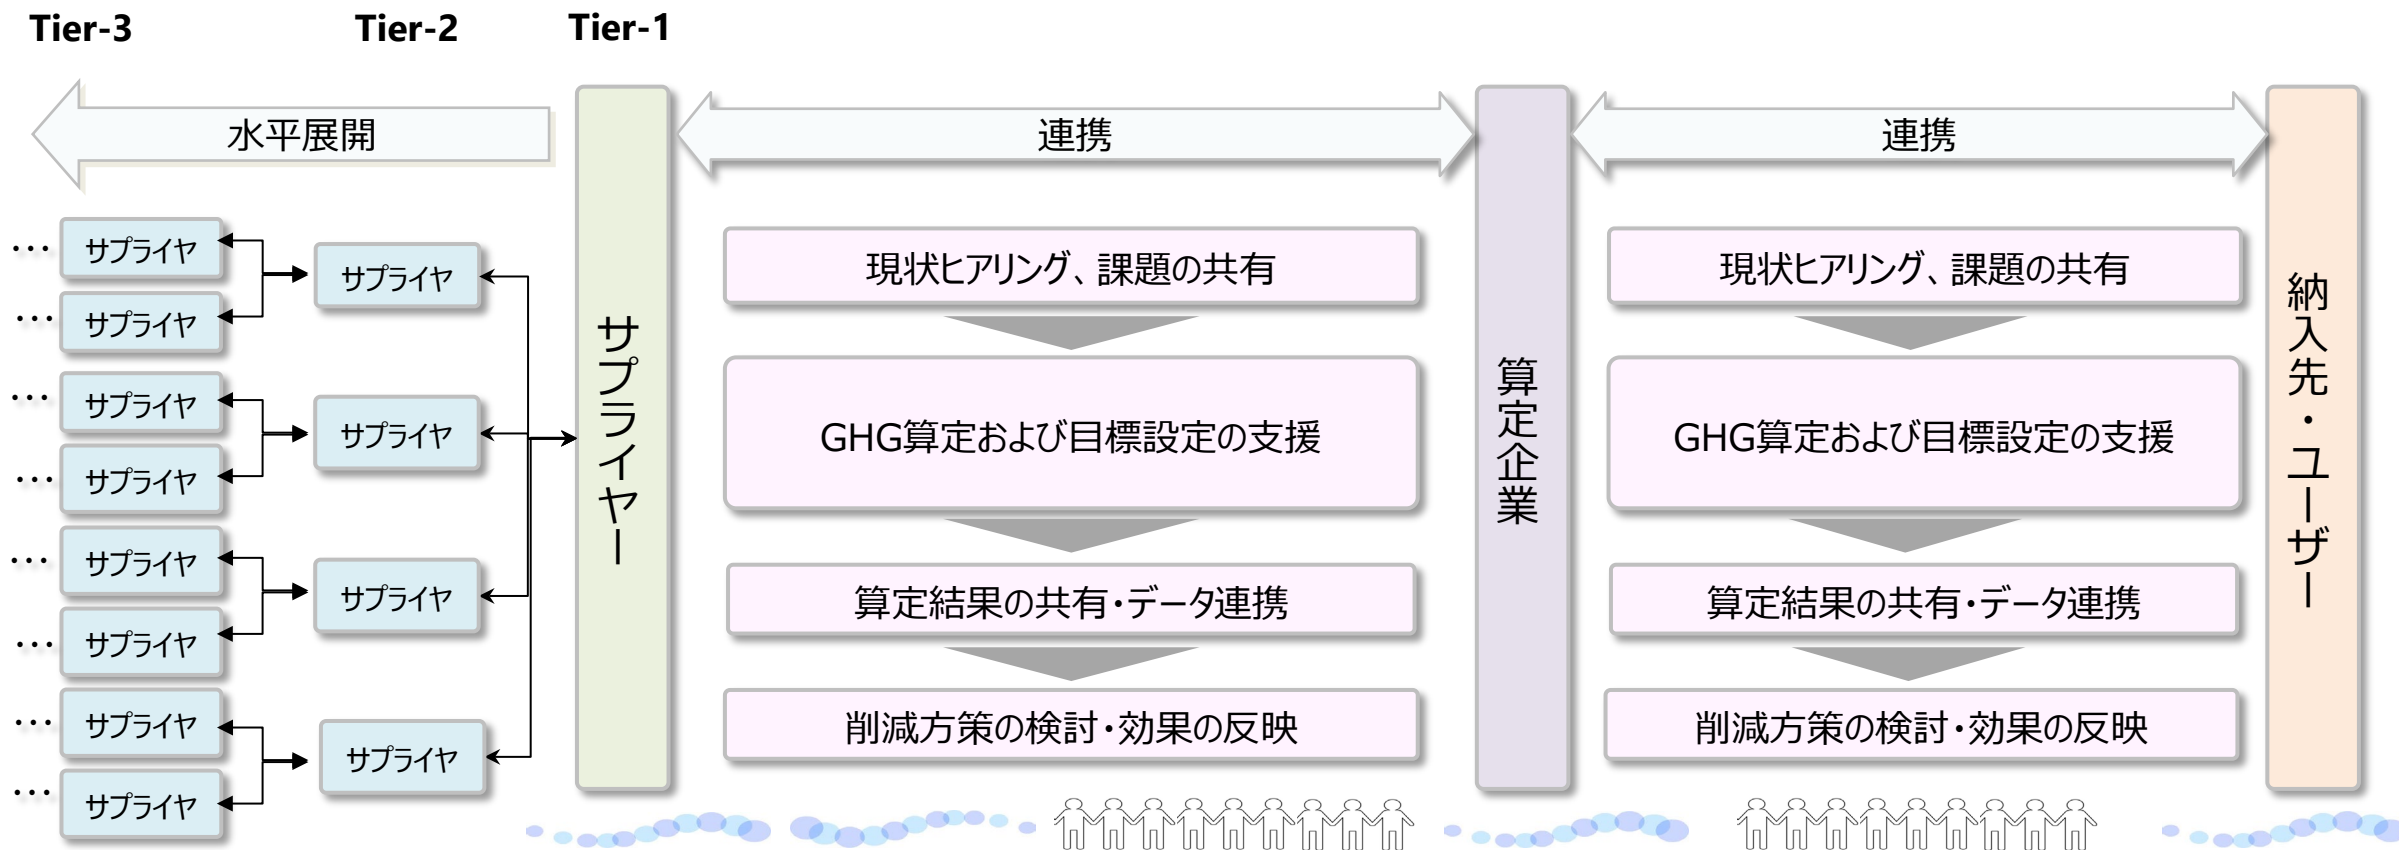 Tier-3
Tier-2
Tier-1
水平展開
連携
連携
… サプライヤ
… サプライヤ
… サプライヤ
… サプライヤ
… サプライヤ
… サプライヤ
… サプライヤ
… サプライヤ
サプライヤ
サプライヤ
サプライヤ
サプライヤ
サプライヤー
現状ヒアリング、課題の共有
GHG算定および目標設定の支援
算定結果の共有・データ連携
削減方策の検討・効果の反映
算定企業
現状ヒアリング、課題の共有
GHG算定および目標設定の支援
算定結果の共有・データ連携
削減方策の検討・効果の反映
納入先・ユーザー